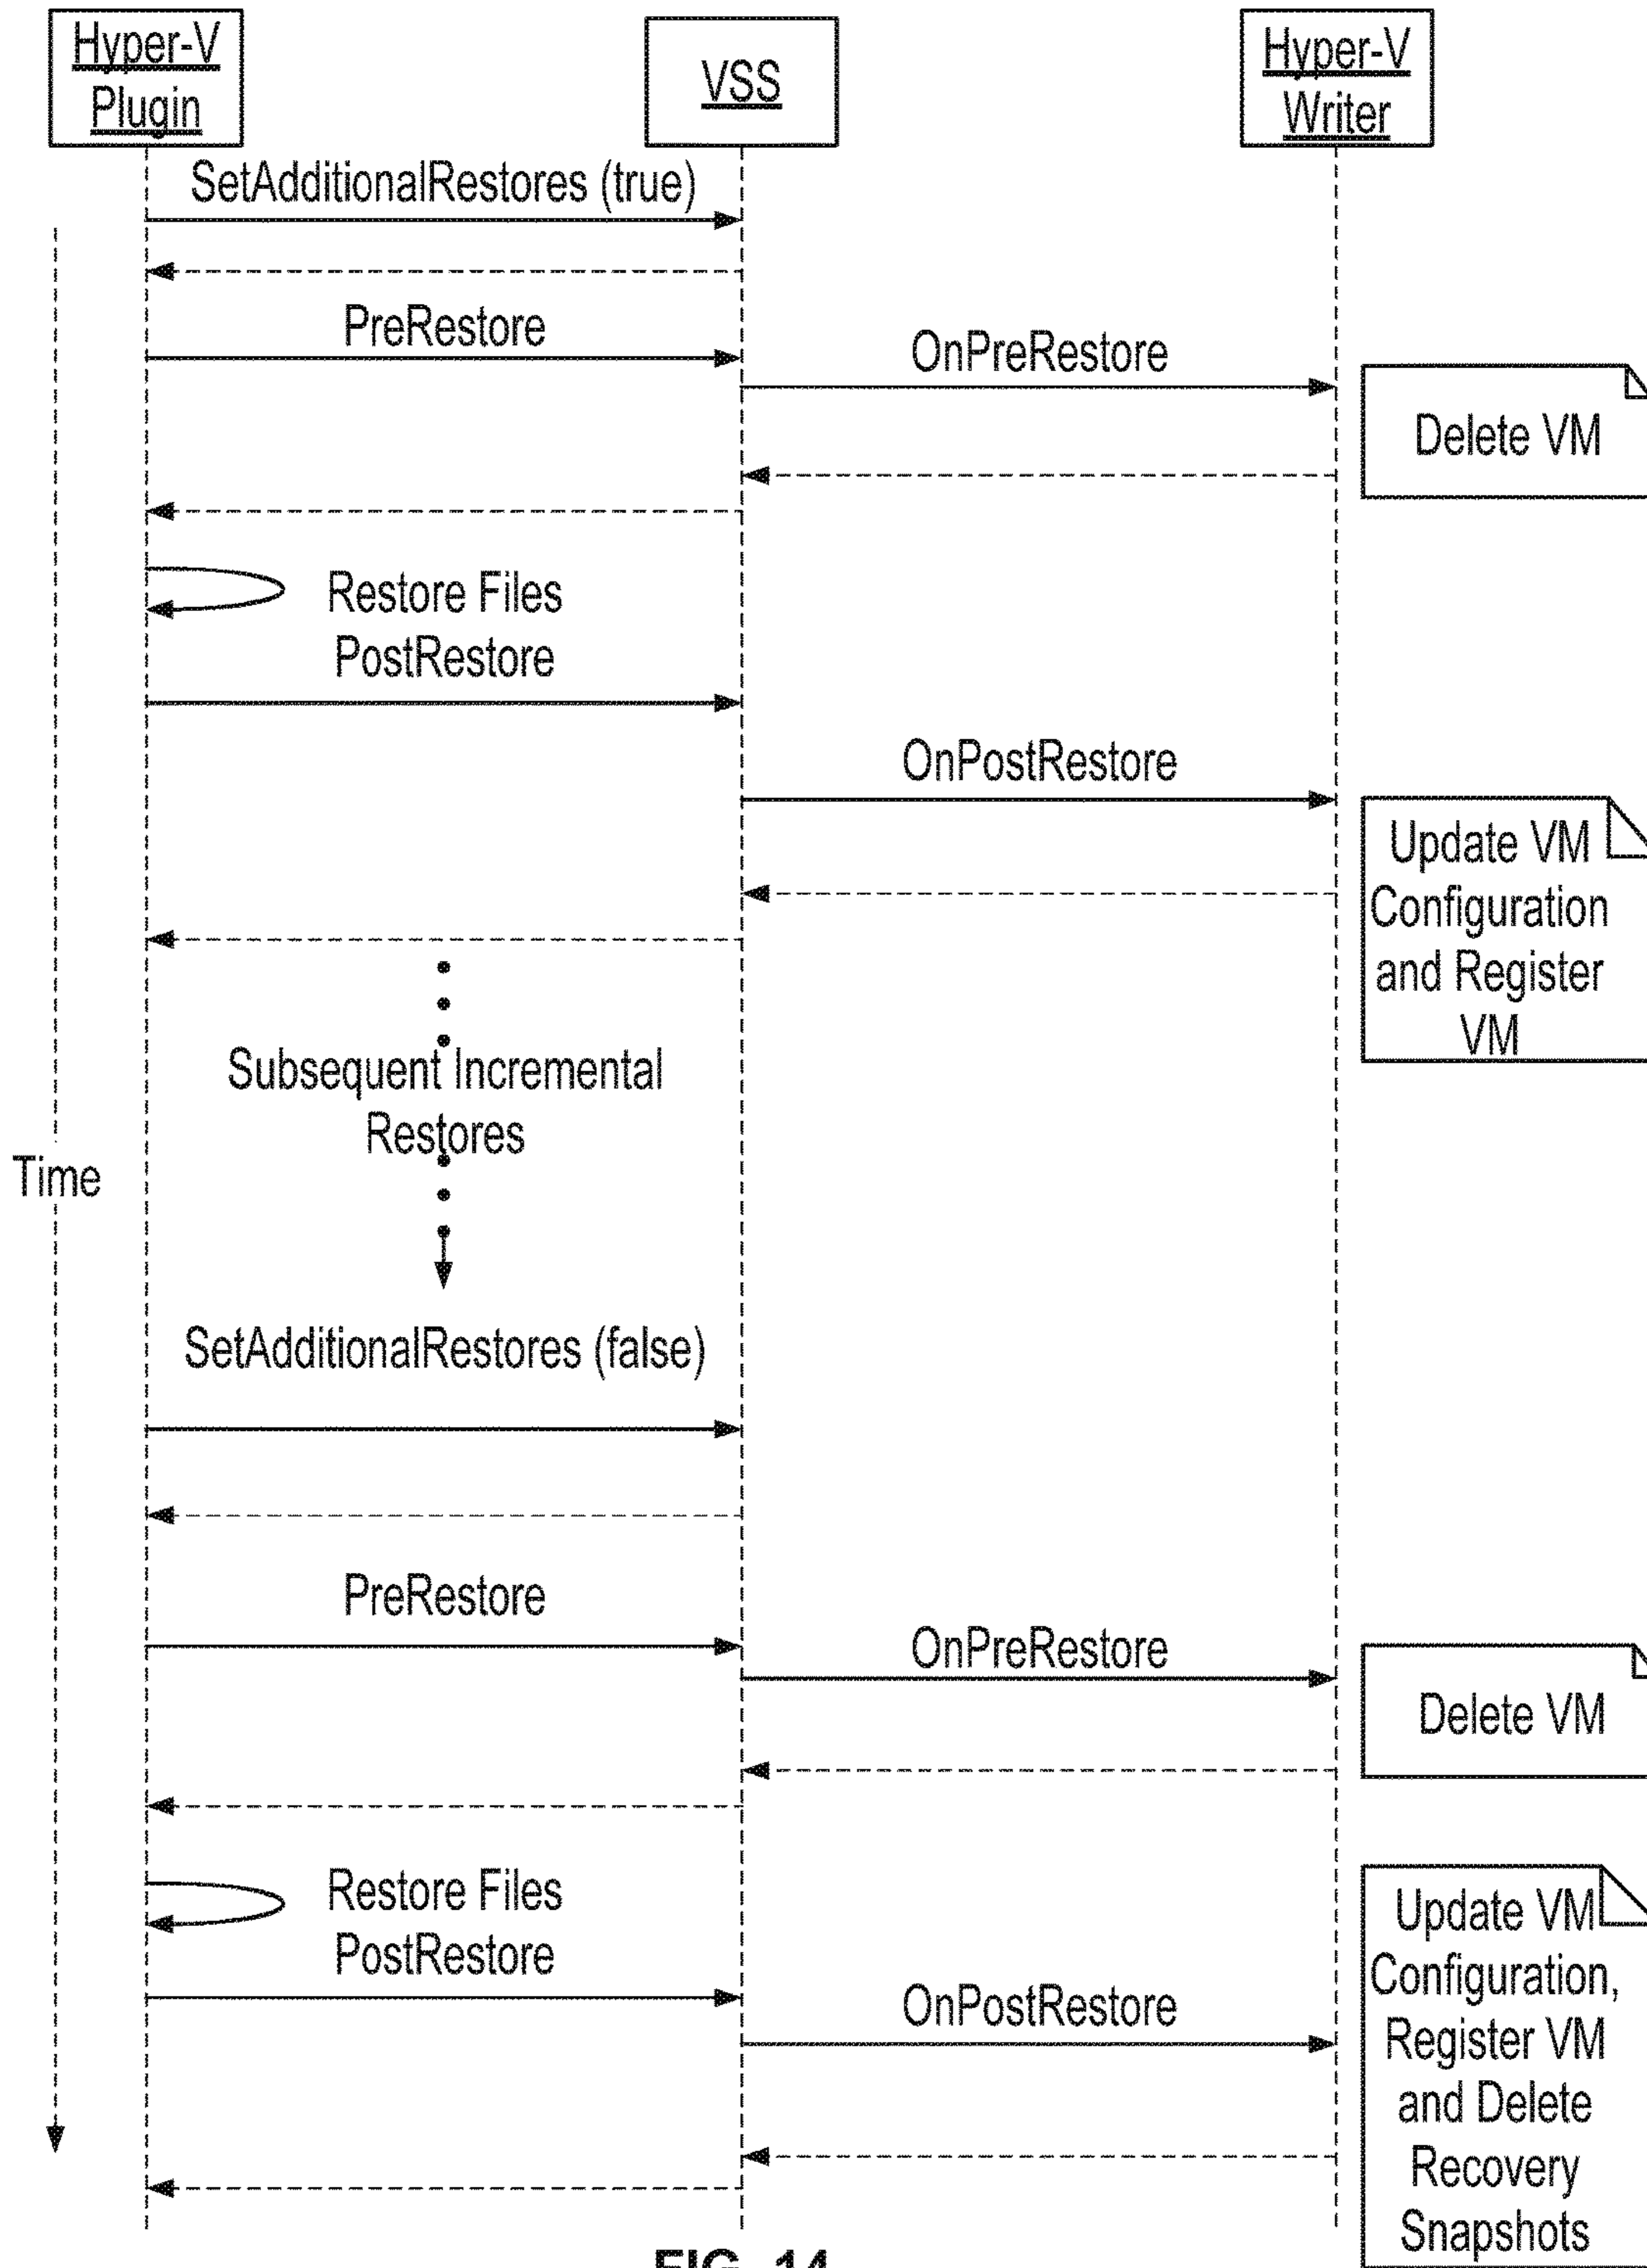 Hyper-V
Plugin
VSS
Hyper-V
Writer
SetAdditionalRestores (true)
PreRestore
OnPreRestore
Delete VM
Restore Files
PostRestore
OnPostRestore
Update VM
Configuration
and Register
VM
Subsequent Incremental
Restores
Time
SetAdditionalRestores (false)
PreRestore
OnPreRestore
Delete VM
Restore Files
PostRestore
OnPostRestore
Update VM
Configuration,
Register VM
and Delete
Recovery
Snapshots
FIG. 14